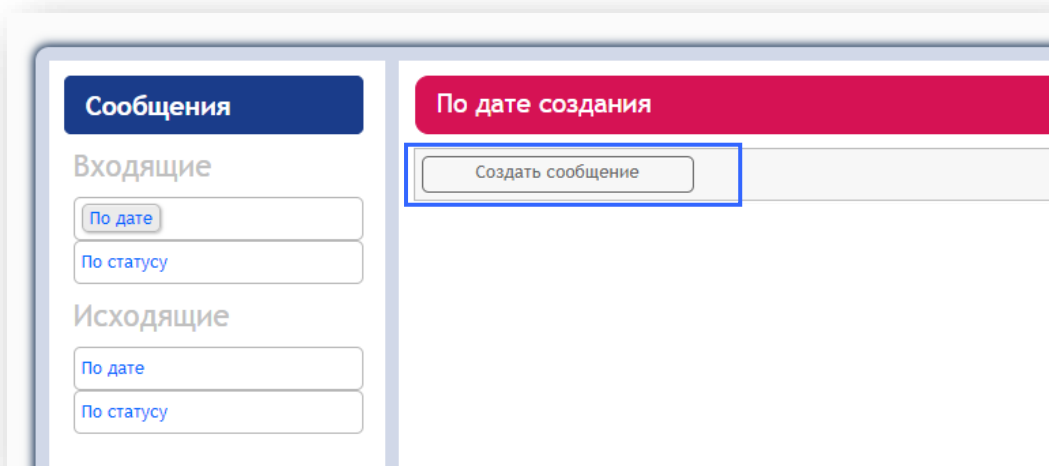 Сообщения
Входящие
По дате
По статусу
Исходящие
По дате
По статусу
По дате создания
Создать сообщение